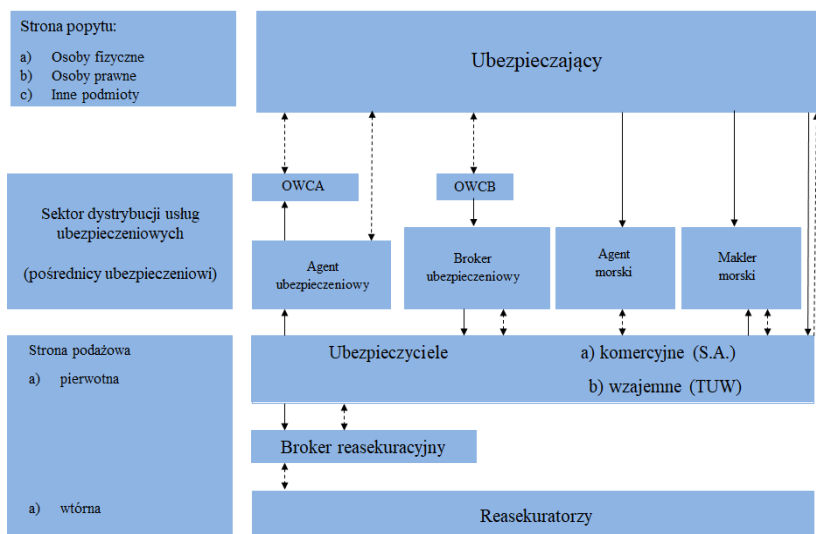 Strona popytu:
a) Osoby fizyczne
b) Osoby prawne
c) Inne podmioty
Ubezpieczający
OWCA
OWCB
Sektor dystrybucji usług
ubezpieczeniowych
(pośrednicy ubezpieczeniowi)
Agent
ubezpieczeniowy
Broker
ubezpieczeniowy
Agent
morski
Makler
morski
Strona podażowa
a) pierwotna
a) wtórna
Ubezpieczyciele
a) komercyjne (S.A.)
b) wzajemne (TUW)
Broker reasekuracyjny
Reasekuratorzy